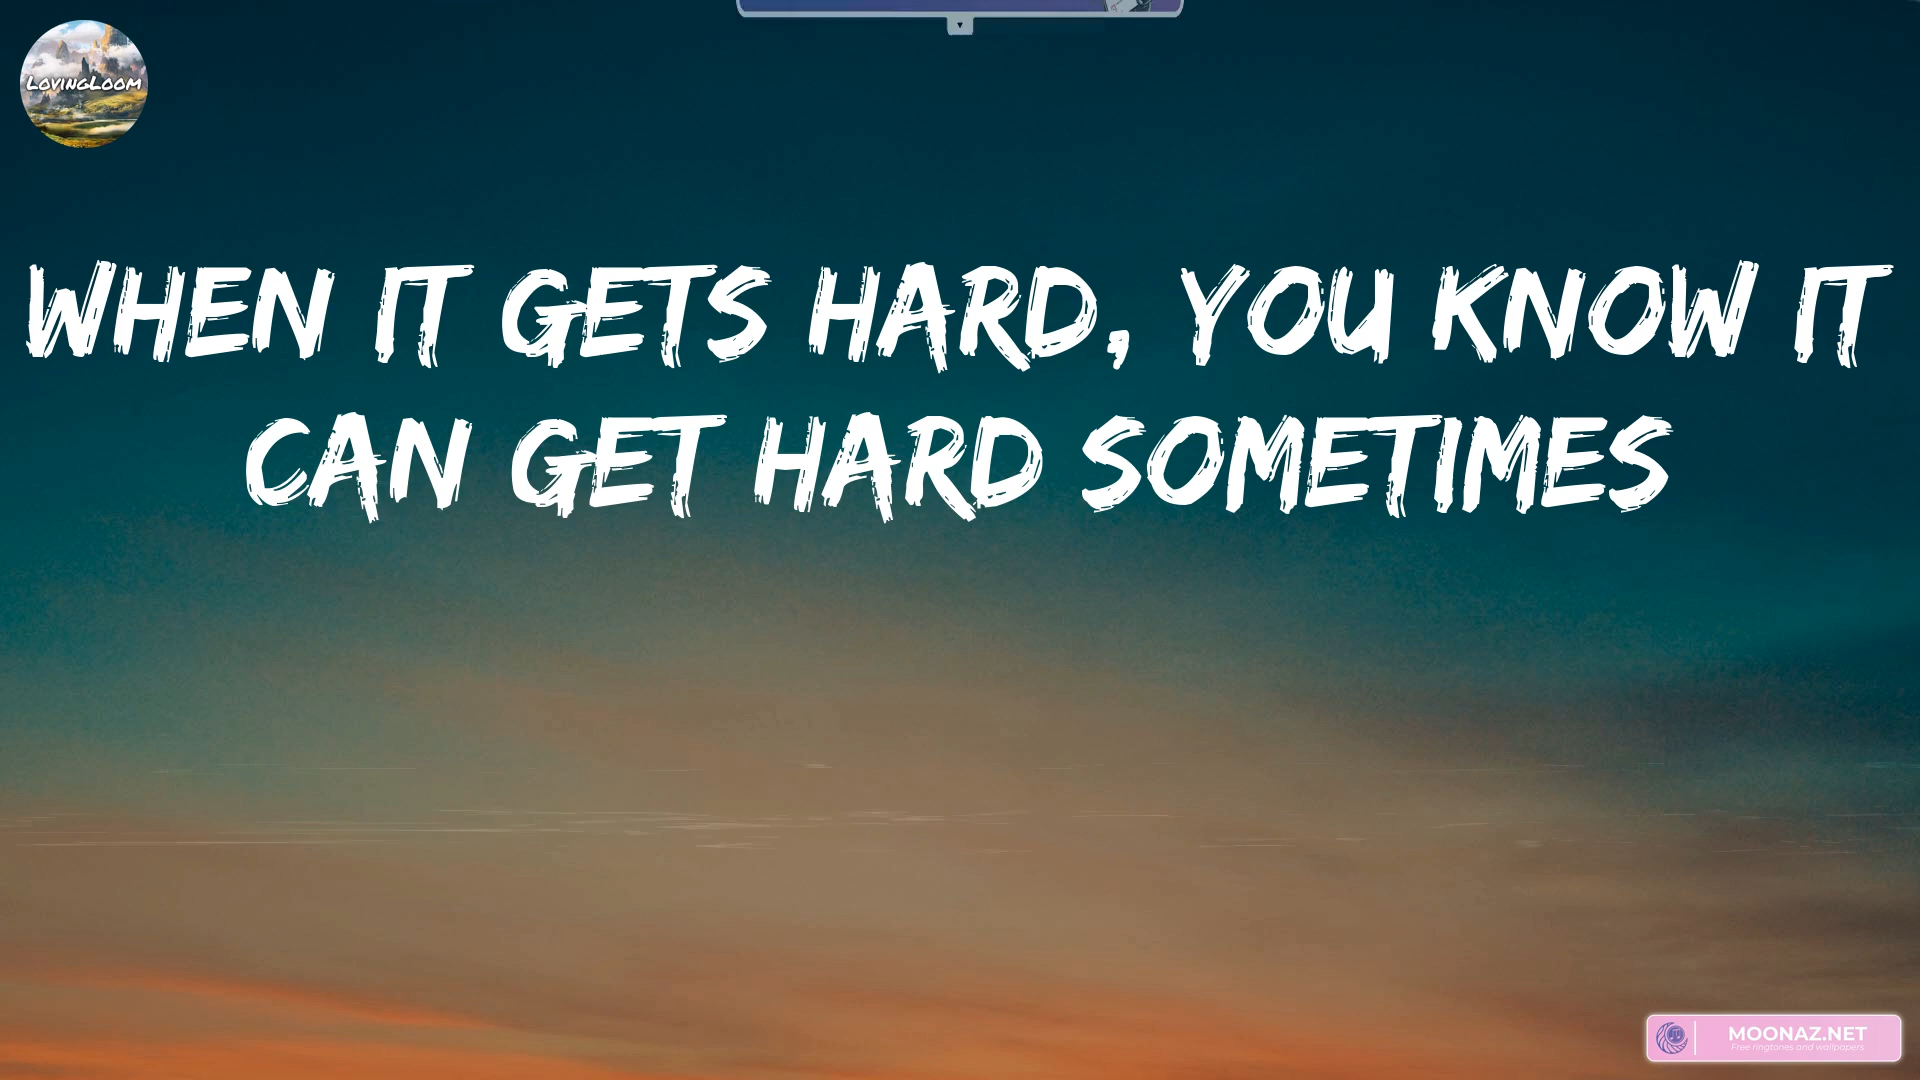 LOVINGLOOM
WHEN IT GETS HARD, YOU KNOW IT
CAN GET HARD SOMETIMES
MOONAZ.NET
Free ringtones and wallpapers